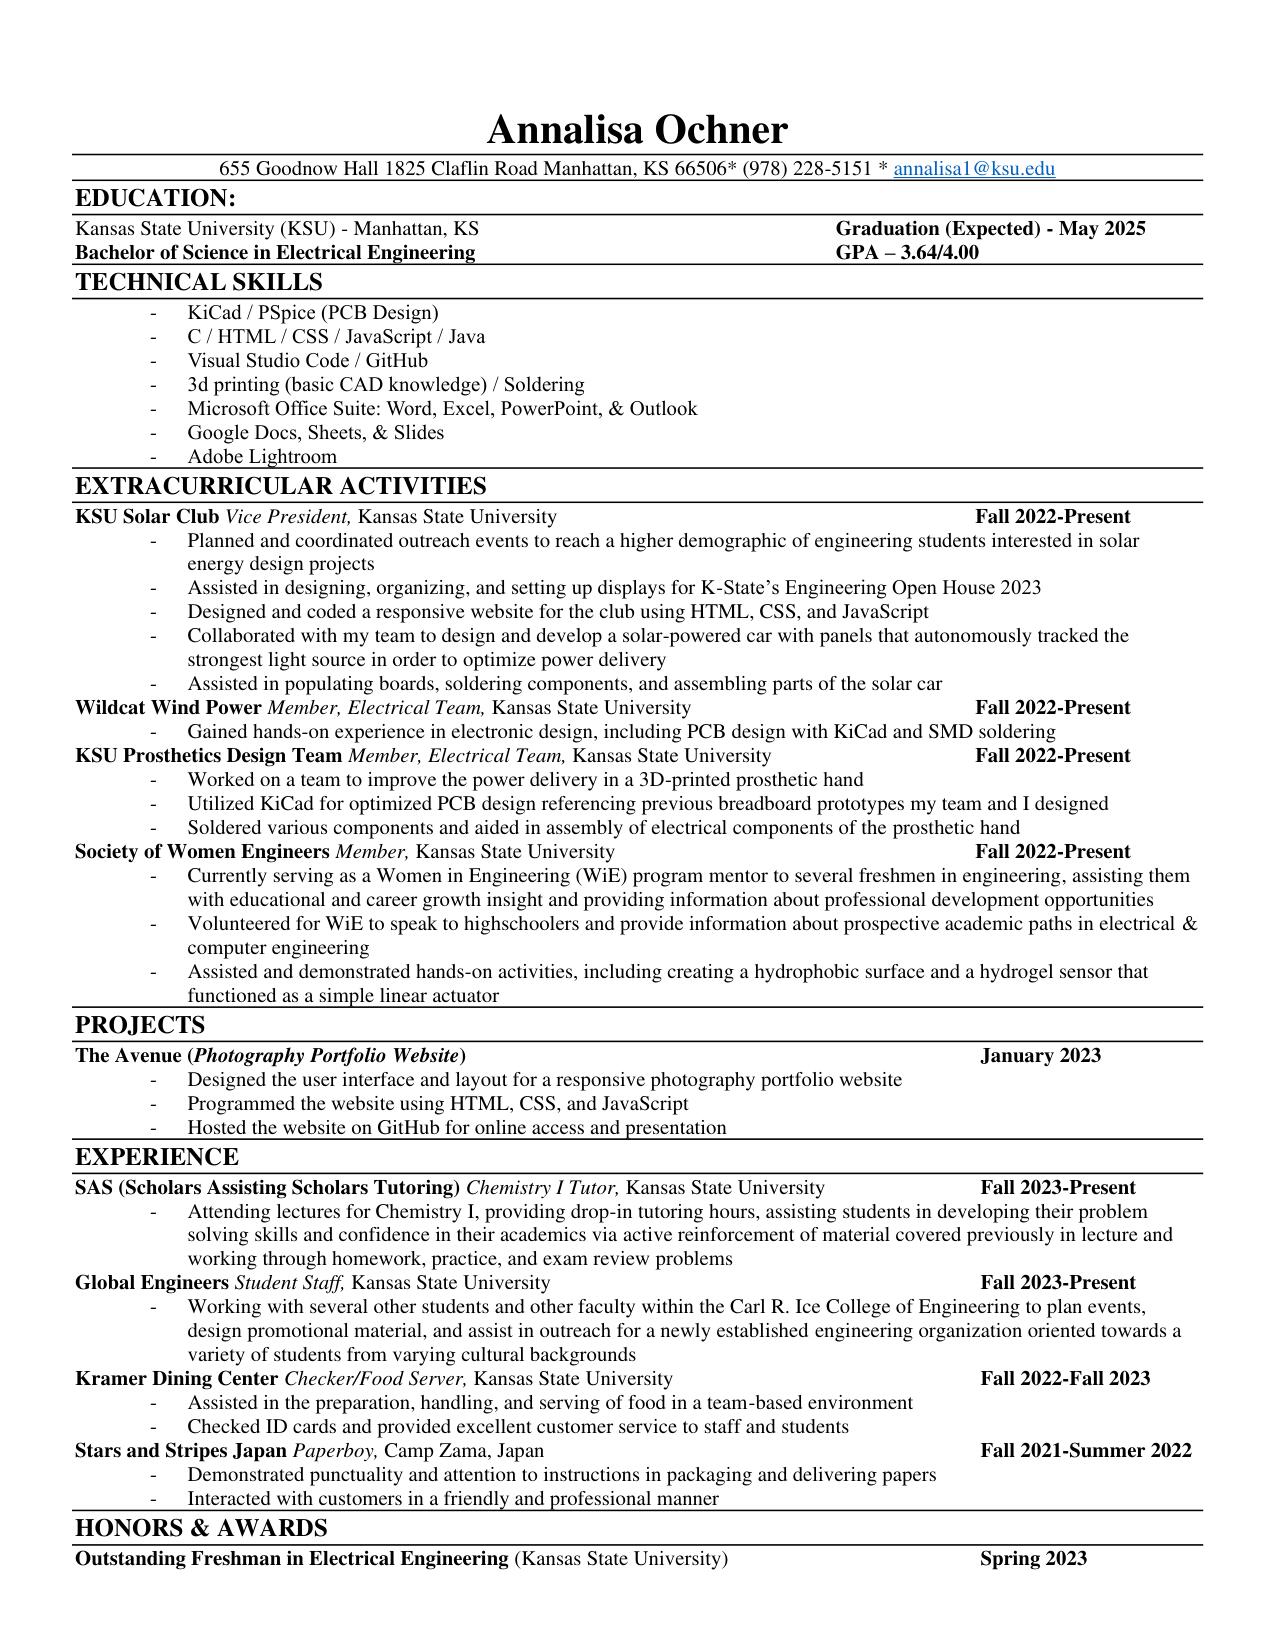 Annalisa Ochner
655 Goodnow Hall 1825 Claflin Road Manhattan, KS 66506* (978) 228-5151 * annalisa1@ksu.edu
EDUCATION:
Kansas State University (KSU) - Manhattan, KS Graduation (Expected) - May 2025
Bachelor of Science in Electrical Engineering GPA – 3.64/4.00
TECHNICAL SKILLS
- KiCad / PSpice (PCB Design)
- C / HTML / CSS / JavaScript / Java
- Visual Studio Code / GitHub
- 3d printing (basic CAD knowledge) / Soldering
- Microsoft Office Suite: Word, Excel, PowerPoint, & Outlook
- Google Docs, Sheets, & Slides
- Adobe Lightroom
EXTRACURRICULAR ACTIVITIES
KSU Solar Club Vice President, Kansas State University Fall 2022-Present
- Planned and coordinated outreach events to reach a higher demographic of engineering students interested in solar
energy design projects
- Assisted in designing, organizing, and setting up displays for K-State’s Engineering Open House 2023
- Designed and coded a responsive website for the club using HTML, CSS, and JavaScript
- Collaborated with my team to design and develop a solar-powered car with panels that autonomously tracked the
strongest light source in order to optimize power delivery
- Assisted in populating boards, soldering components, and assembling parts of the solar car
Wildcat Wind Power Member, Electrical Team, Kansas State University Fall 2022-Present
- Gained hands-on experience in electronic design, including PCB design with KiCad and SMD soldering
KSU Prosthetics Design Team Member, Electrical Team, Kansas State University Fall 2022-Present
- Worked on a team to improve the power delivery in a 3D-printed prosthetic hand
- Utilized KiCad for optimized PCB design referencing previous breadboard prototypes my team and I designed
- Soldered various components and aided in assembly of electrical components of the prosthetic hand
Society of Women Engineers Member, Kansas State University Fall 2022-Present
- Currently serving as a Women in Engineering (WiE) program mentor to several freshmen in engineering, assisting them
with educational and career growth insight and providing information about professional development opportunities
- Volunteered for WiE to speak to highschoolers and provide information about prospective academic paths in electrical &
computer engineering
- Assisted and demonstrated hands-on activities, including creating a hydrophobic surface and a hydrogel sensor that
functioned as a simple linear actuator
PROJECTS
The Avenue (Photography Portfolio Website) January 2023
- Designed the user interface and layout for a responsive photography portfolio website
- Programmed the website using HTML, CSS, and JavaScript
- Hosted the website on GitHub for online access and presentation
EXPERIENCE
SAS (Scholars Assisting Scholars Tutoring) Chemistry I Tutor, Kansas State University Fall 2023-Present
- Attending lectures for Chemistry I, providing drop-in tutoring hours, assisting students in developing their problem
solving skills and confidence in their academics via active reinforcement of material covered previously in lecture and
working through homework, practice, and exam review problems
Global Engineers Student Staff, Kansas State University Fall 2023-Present
- Working with several other students and other faculty within the Carl R. Ice College of Engineering to plan events,
design promotional material, and assist in outreach for a newly established engineering organization oriented towards a
variety of students from varying cultural backgrounds
Kramer Dining Center Checker/Food Server, Kansas State University Fall 2022-Fall 2023
- Assisted in the preparation, handling, and serving of food in a team-based environment
- Checked ID cards and provided excellent customer service to staff and students
Stars and Stripes Japan Paperboy, Camp Zama, Japan Fall 2021-Summer 2022
- Demonstrated punctuality and attention to instructions in packaging and delivering papers
- Interacted with customers in a friendly and professional manner
HONORS & AWARDS
Outstanding Freshman in Electrical Engineering (Kansas State University) Spring 2023